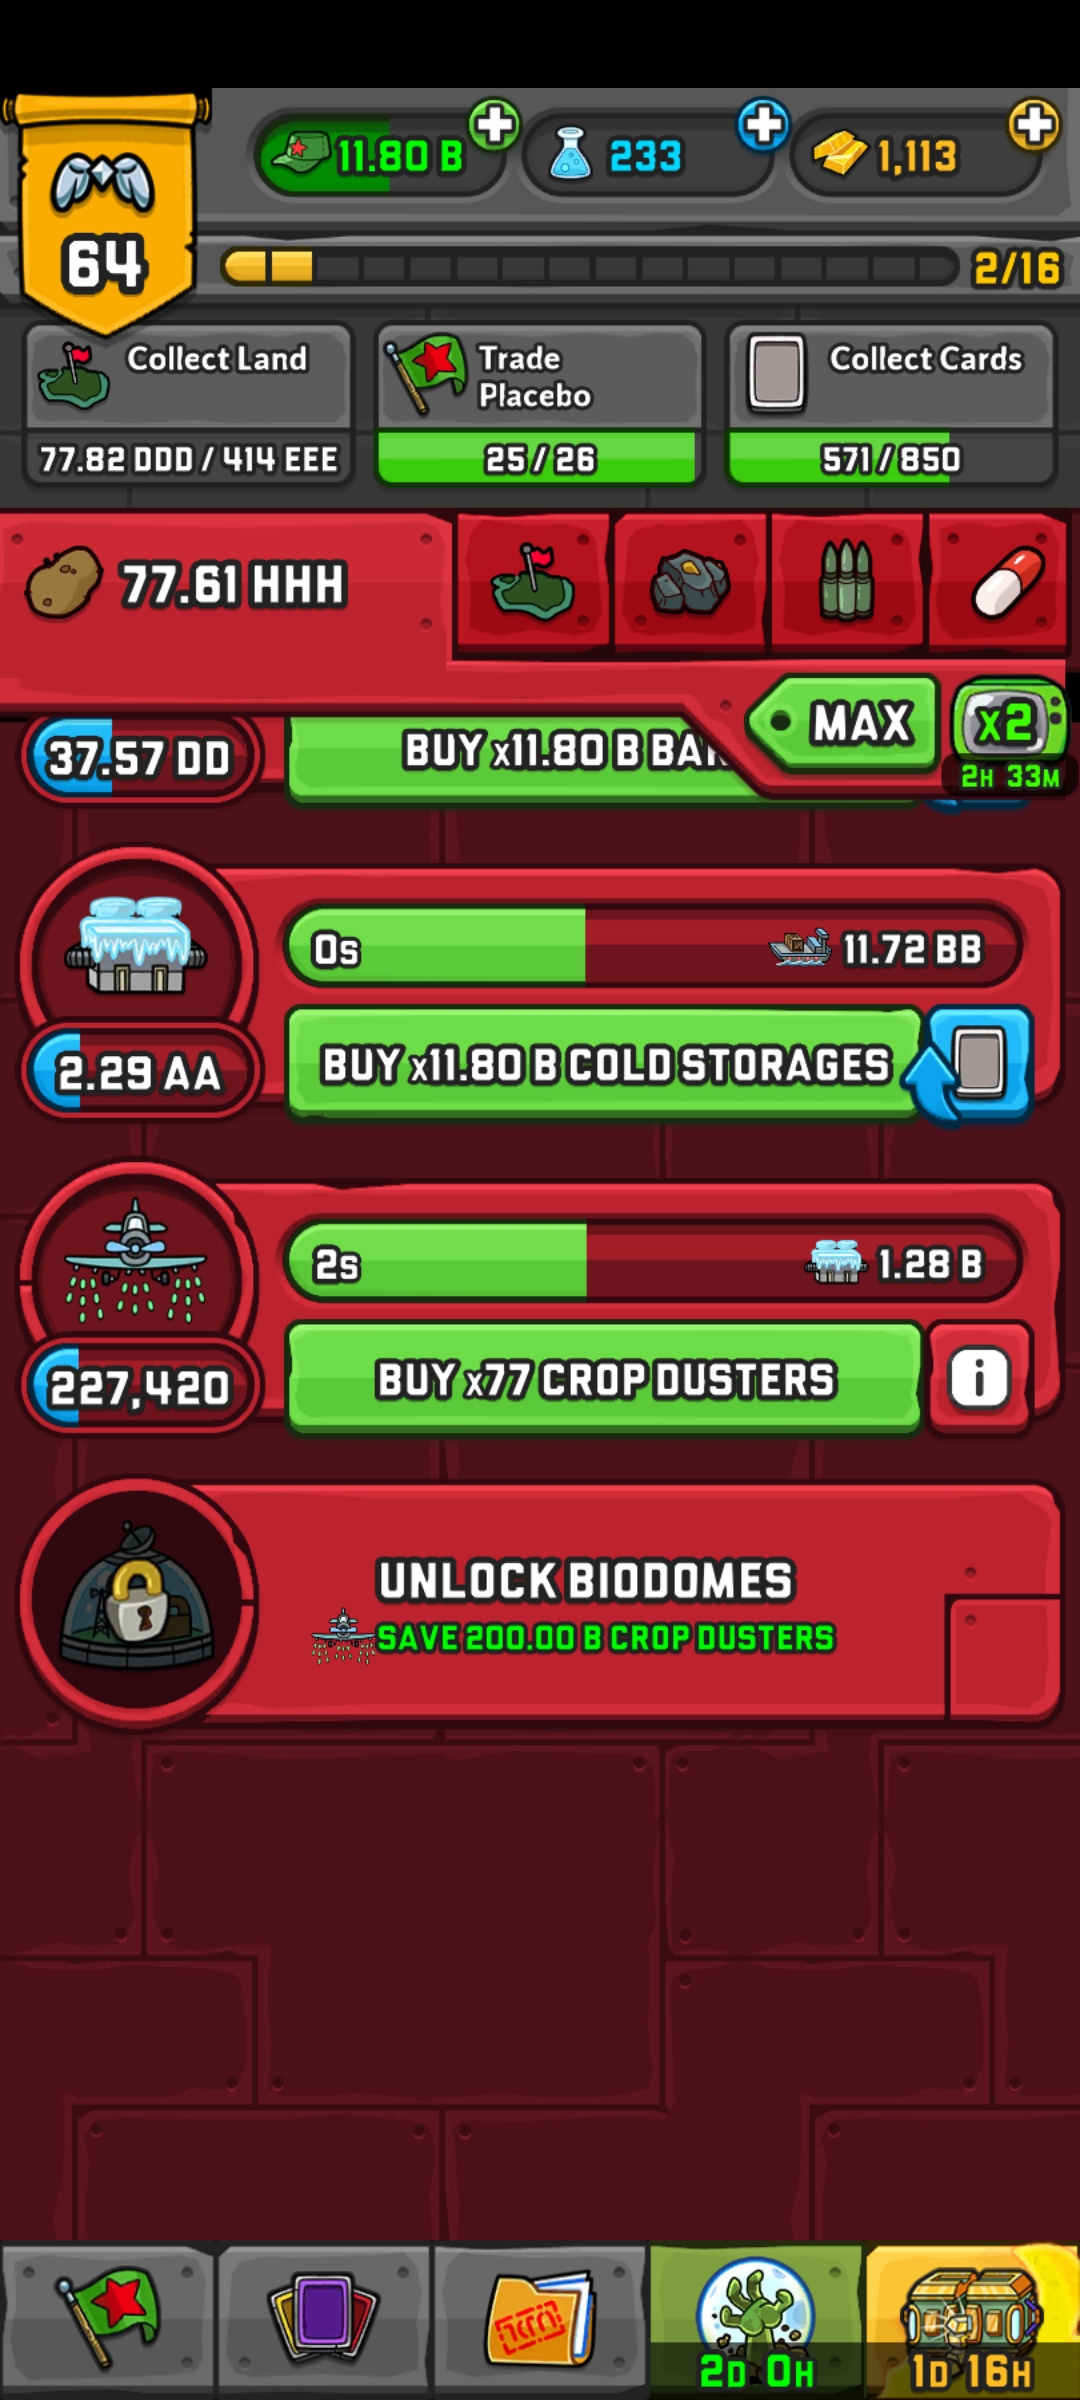 11.80 B
233
1,113
64
2/16
Collect Land
77.82 DDD / 414 EEE
Trade
Placebo
25 / 26
Collect Cards
571 / 850
77.61 HHH
MAX
x2
2H 33M
37.57 DD
BUY x11.80 B
0s
11.72 BB
2.29 AA
BUY x11.80 B COLD STORAGES
2s
1.28 B
227,420
BUY x77 CROP DUSTERS
i
UNLOCK BIODOMES
SAVE 200.00 B CROP DUSTERS
2D 0H
1D 16H